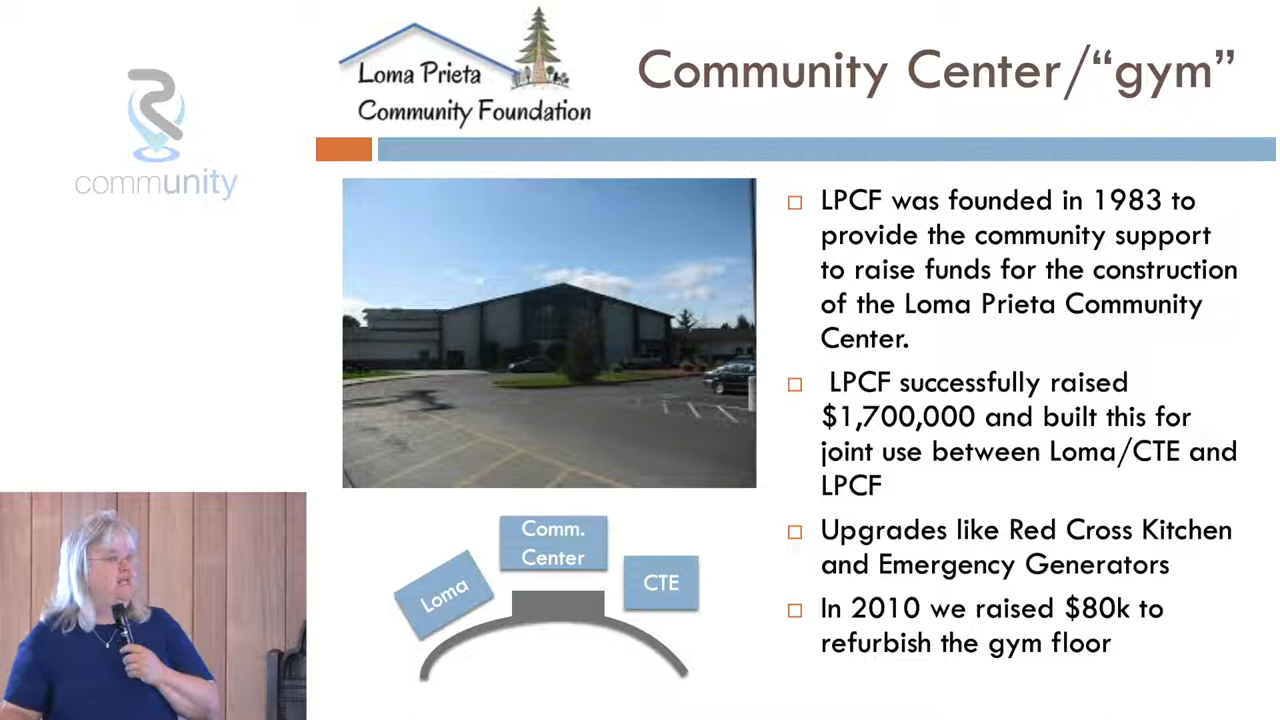 community
Loma Prieta
Community Foundation
Community Center/“gym”
LPCF was founded in 1983 to
provide the community support
to raise funds for the construction
of the Loma Prieta Community
Center.
LPCF successfully raised
$1,700,000 and built this for
joint use between Loma/CTE and
LPCF
Upgrades like Red Cross Kitchen
and Emergency Generators
In 2010 we raised $80k to
refurbish the gym floor
Comm.
Center
Loma
CTE